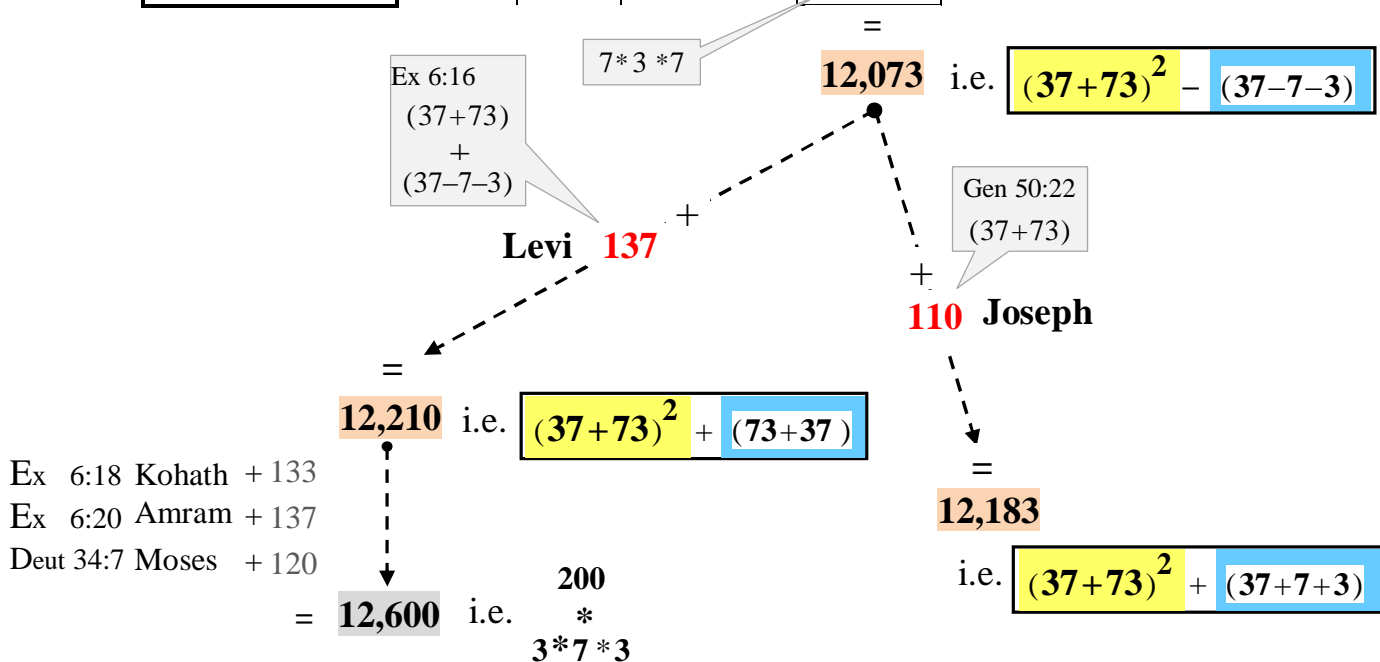 =
7*3*7
12,073 i.e. (37+73)² – (37–7–3)
Ex 6:16
(37+73)
+
(37–7–3)
+
Levi 137
Gen 50:22
(37+73)
+
110 Joseph
=
12,210 i.e. (37+73)² + (73+37 )
Ex 6:18 Kohath + 133
Ex 6:20 Amram + 137
Deut 34:7 Moses + 120
= 12,600 i.e.
200
*
3*7*3
=
12,183
i.e. (37+73)² + (37+7+3)